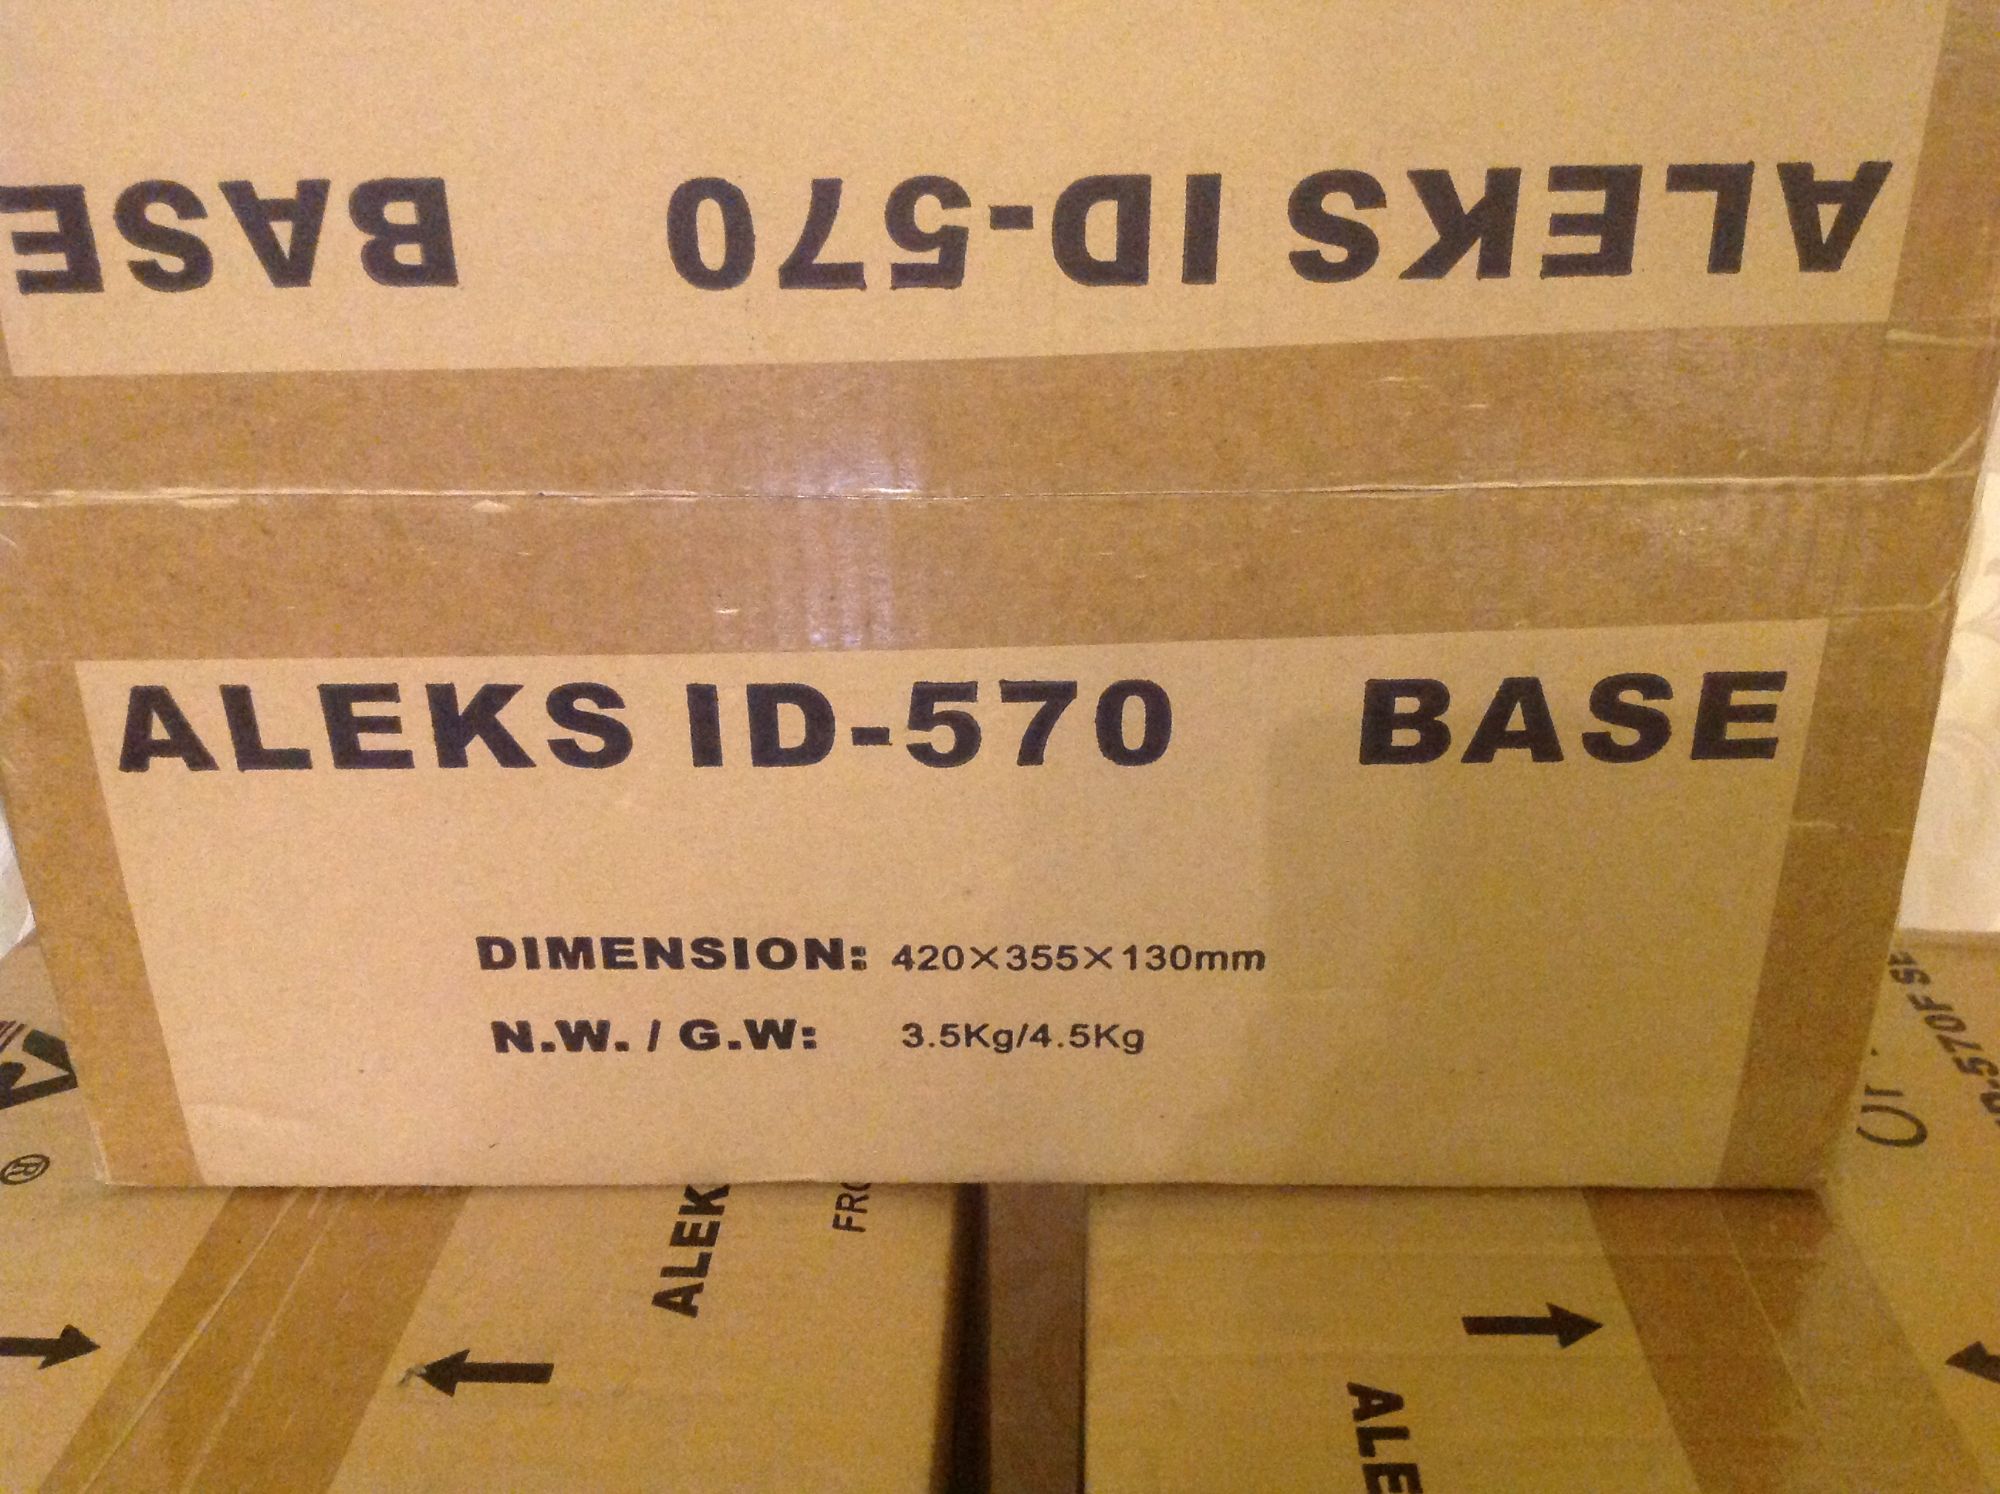 ALEKS ID-570 BASE
ALEKS ID-570 BASE
DIMENSION: 420×355×130mm
N.W. / G.W: 3.5Kg/4.5Kg
®